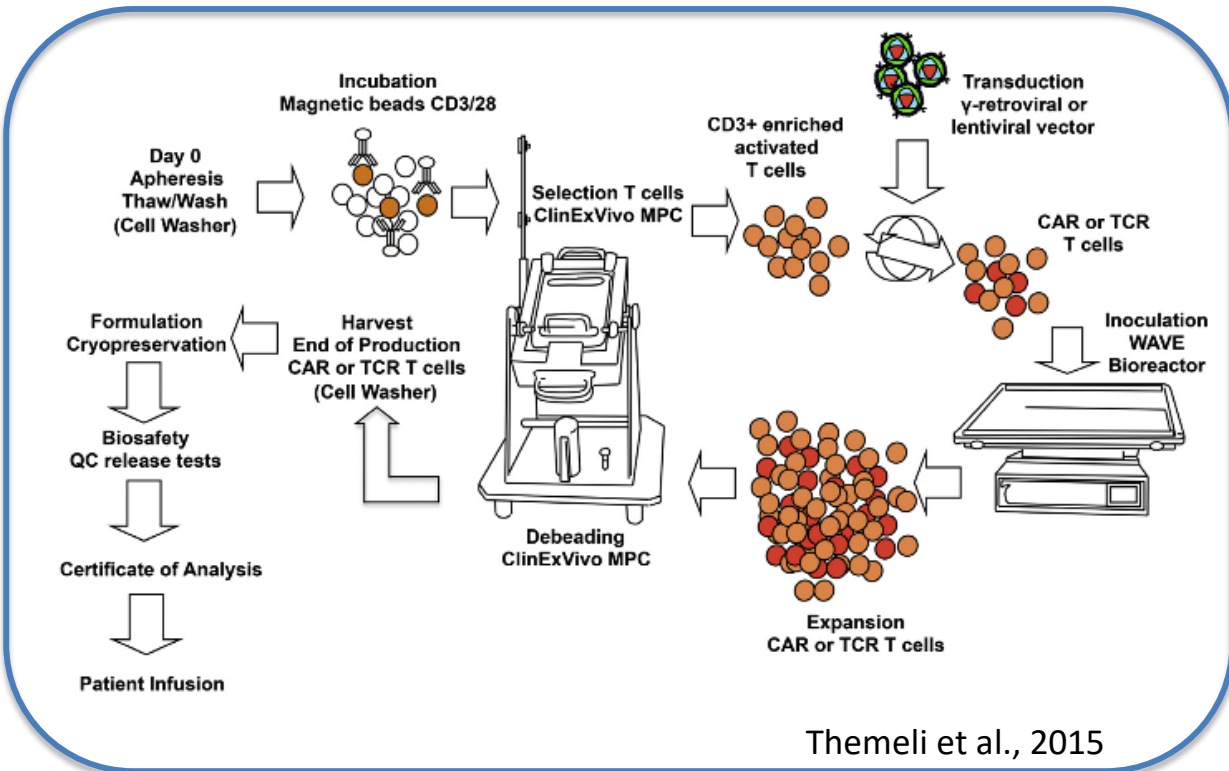 Day 0
Apheresis
Thaw/Wash
(Cell Washer)
Incubation
Magnetic beads CD3/28
Selection T cells
ClinExVivo MPC
CD3+ enriched
activated
T cells
Transduction
γ-retroviral or
lentiviral vector
CAR or TCR
T cells
Inoculation
WAVE
Bioreactor
Expansion
CAR or TCR T cells
Debeading
ClinExVivo MPC
Harvest
End of Production
CAR or TCR T cells
(Cell Washer)
Formulation
Cryopreservation
Biosafety
QC release tests
Certificate of Analysis
Patient Infusion
Themeli et al., 2015